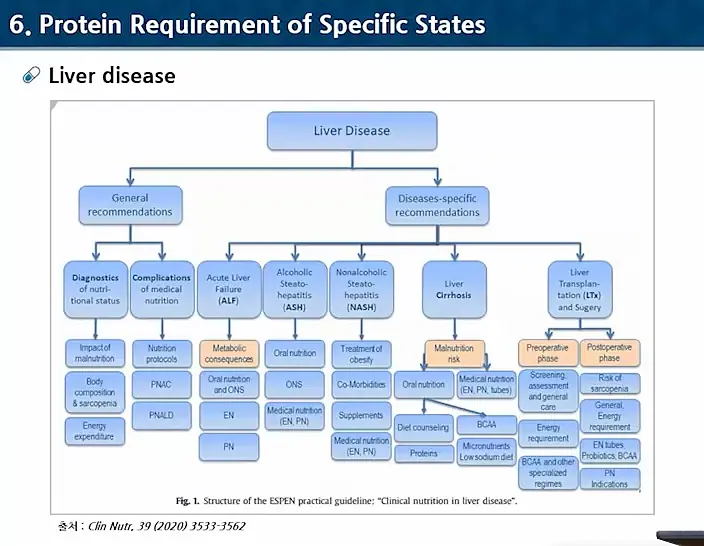 6. Protein Requirement of Specific States
Liver disease
Liver Disease
General
recommendations
Diseases-specific
recommendations
Diagnostics
of nutri-
tional status
Complications
of medical
nutrition
Acute Liver
Failure
(ALF)
Alcoholic
Steato-
hepatitis
(ASH)
Nonalcoholic
Steato-
hepatitis
(NASH)
Liver
Cirrhosis
Liver
Transplan-
tation (LTx)
and Sugery
Impact of
malnutrition
Body
composition
& sarcopenia
Energy
expenditure
Nutrition
protocols
PNAC
PNALD
Metabolic
consequences
Oral nutrition
and ONS
EN
PN
Oral nutrition
ONS
Medical nutrition
(EN, PN)
Treatment of
obesify
Co-Morbidities
Supplements
Medical nutrition
(EN, PN)
Malnutrition
risk
Oral nutrition
Medical nutrition
(EN, PN, tubes)
Diet counseling
Proteins
BCAA
Micronutrients
Low sodium diet
Preoperative
phase
Screening,
assessment
and general
care
Energy
requirement
BCAA and other
specialized
regimes
Postoperative
phase
Risk of
sarcopenia
General,
Energy
requirement
EN tubes,
Probiotics, BCAA
PN
Indications
Fig. 1. Structure of the ESPEN practical guideline; "Clinical nutrition in liver disease".
출처 : Clin Nutr, 39 (2020) 3533-3562